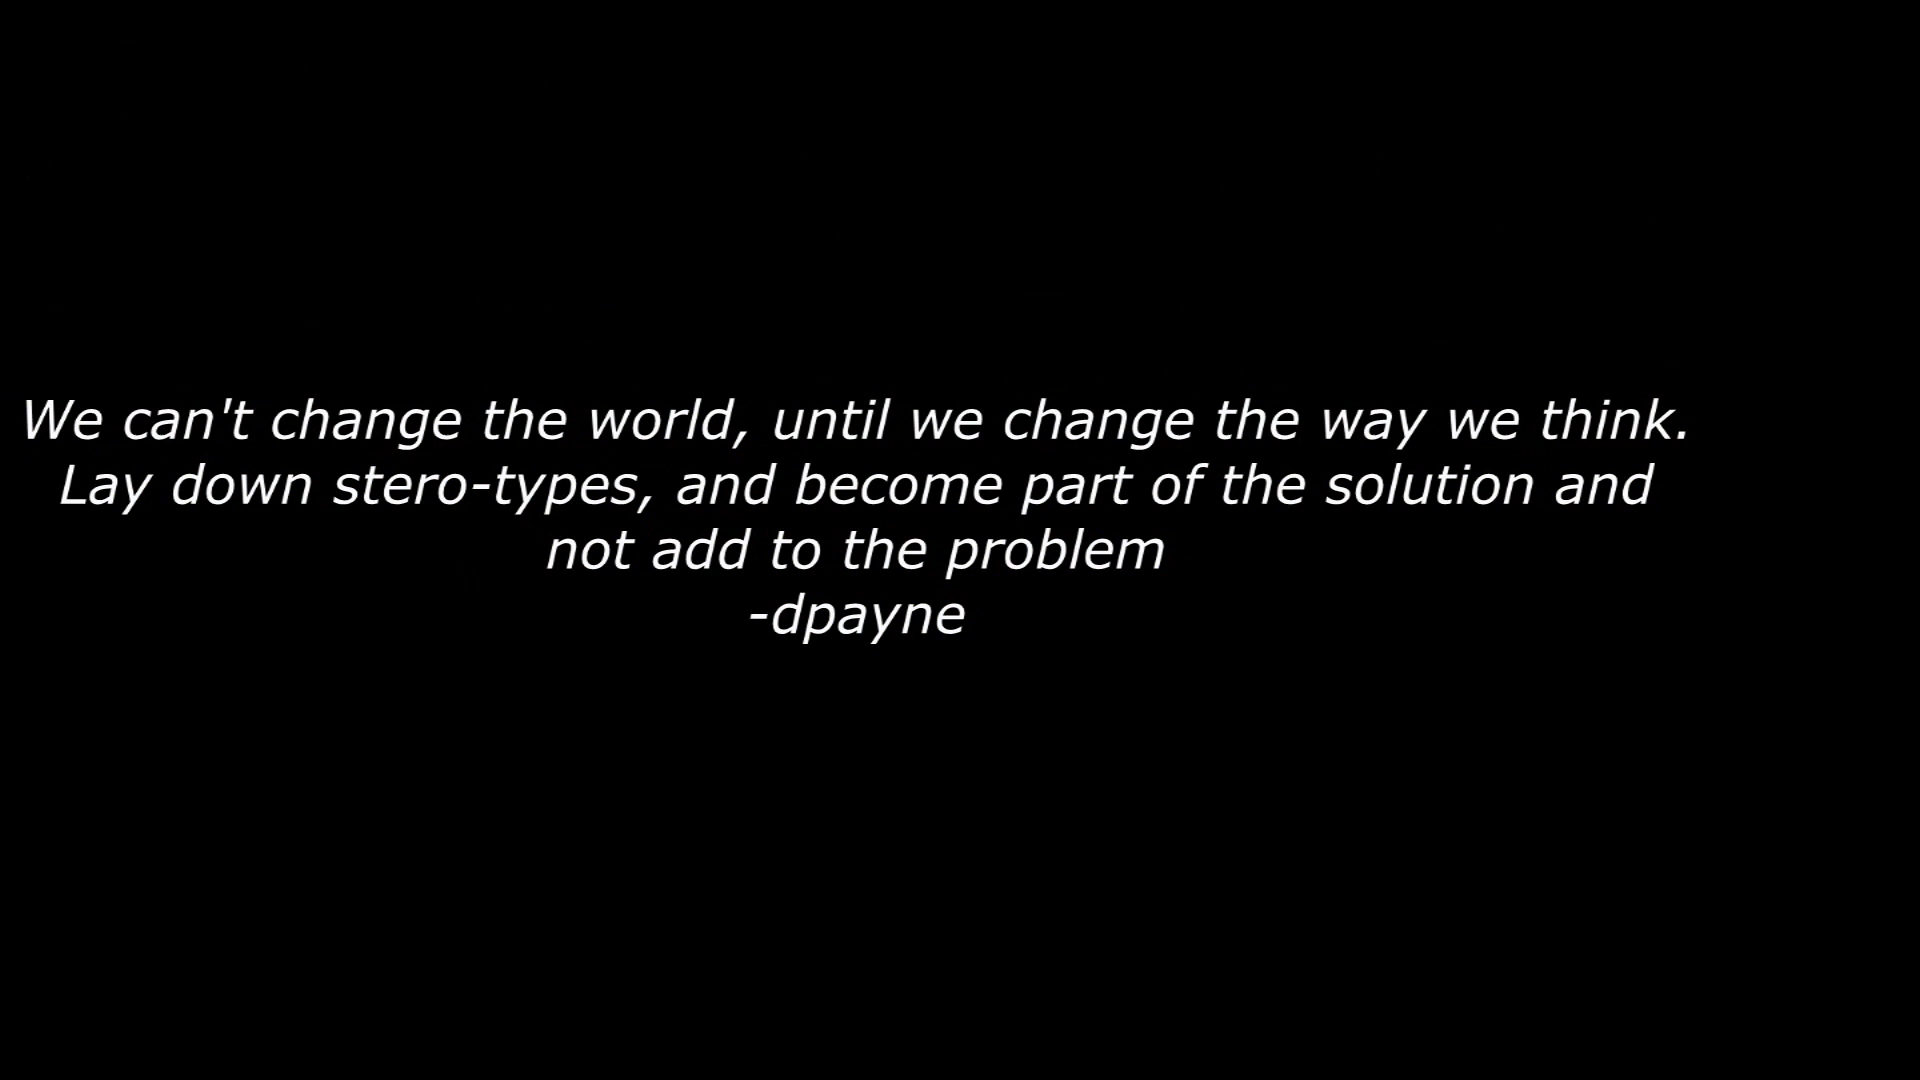 We can't change the world, until we change the way we think.
Lay down stero-types, and become part of the solution and
not add to the problem
-dpayne